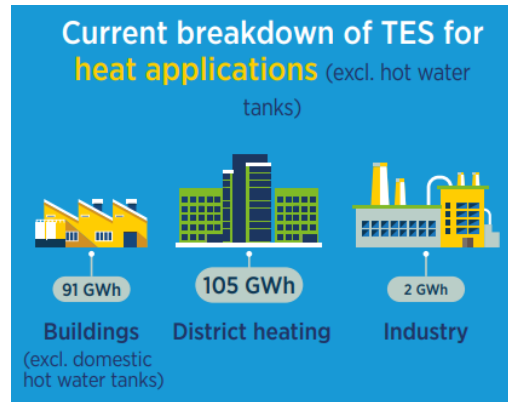 Current breakdown of TES for
heat applications (excl. hot water
tanks)
91 GWh
105 GWh
2 GWh
Buildings
(excl. domestic
hot water tanks)
District heating
Industry